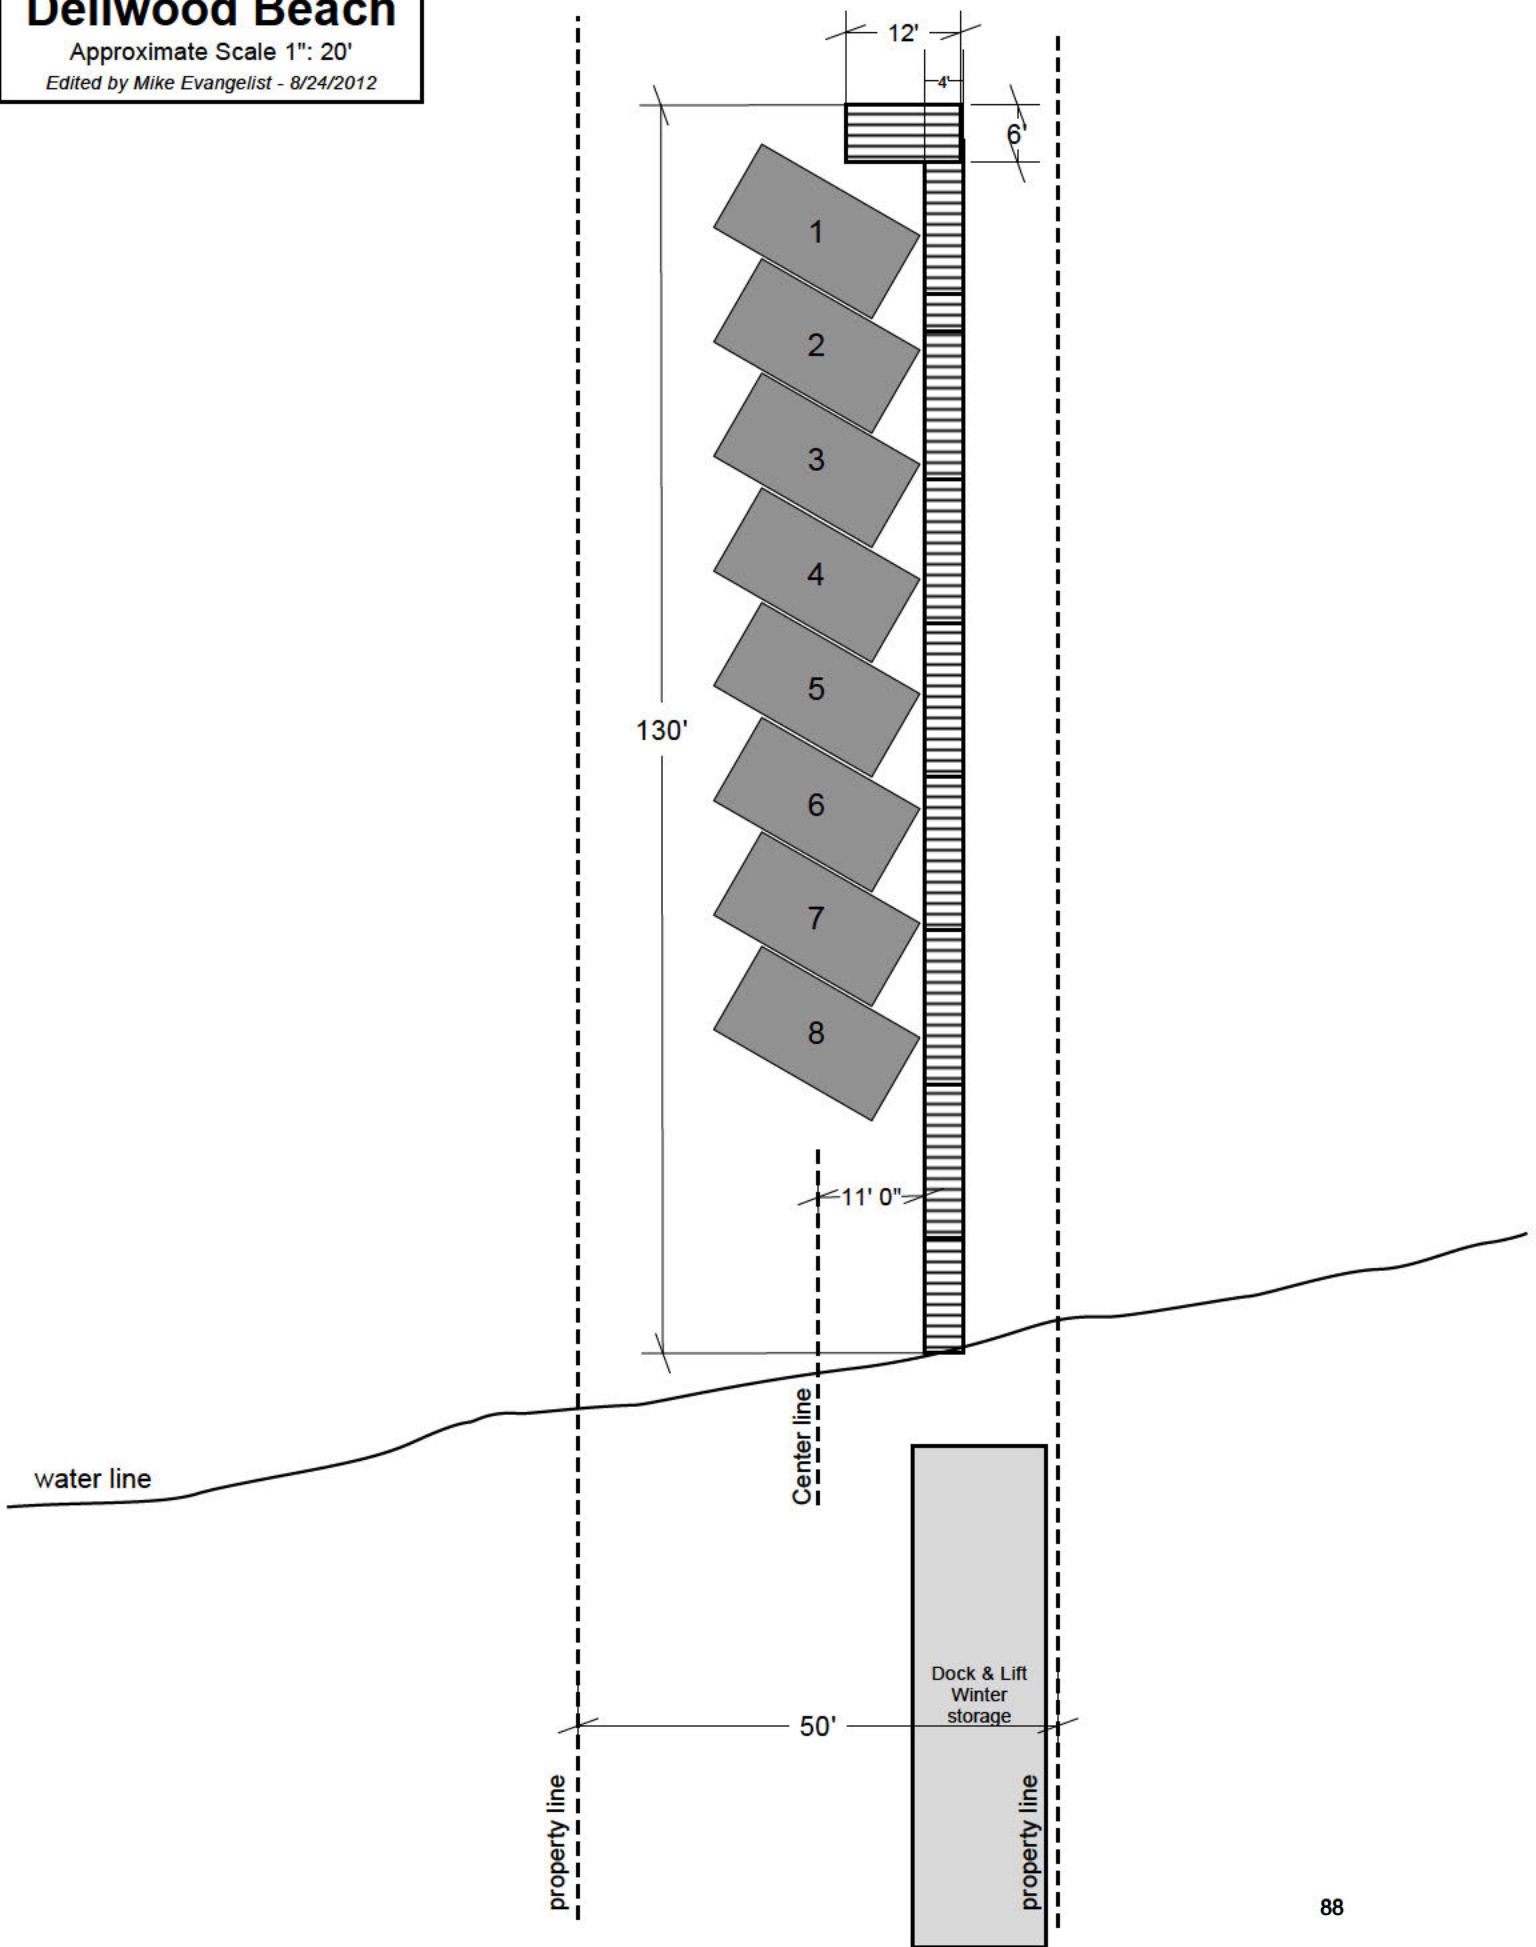 Dellwood Beach
Approximate Scale 1": 20'
Edited by Mike Evangelist - 8/24/2012
12'
4'
6'
1
2
3
4
5
130'
6
7
8
11' 0"
Center line
water line
Dock & Lift
Winter
storage
50'
property line
property line
88